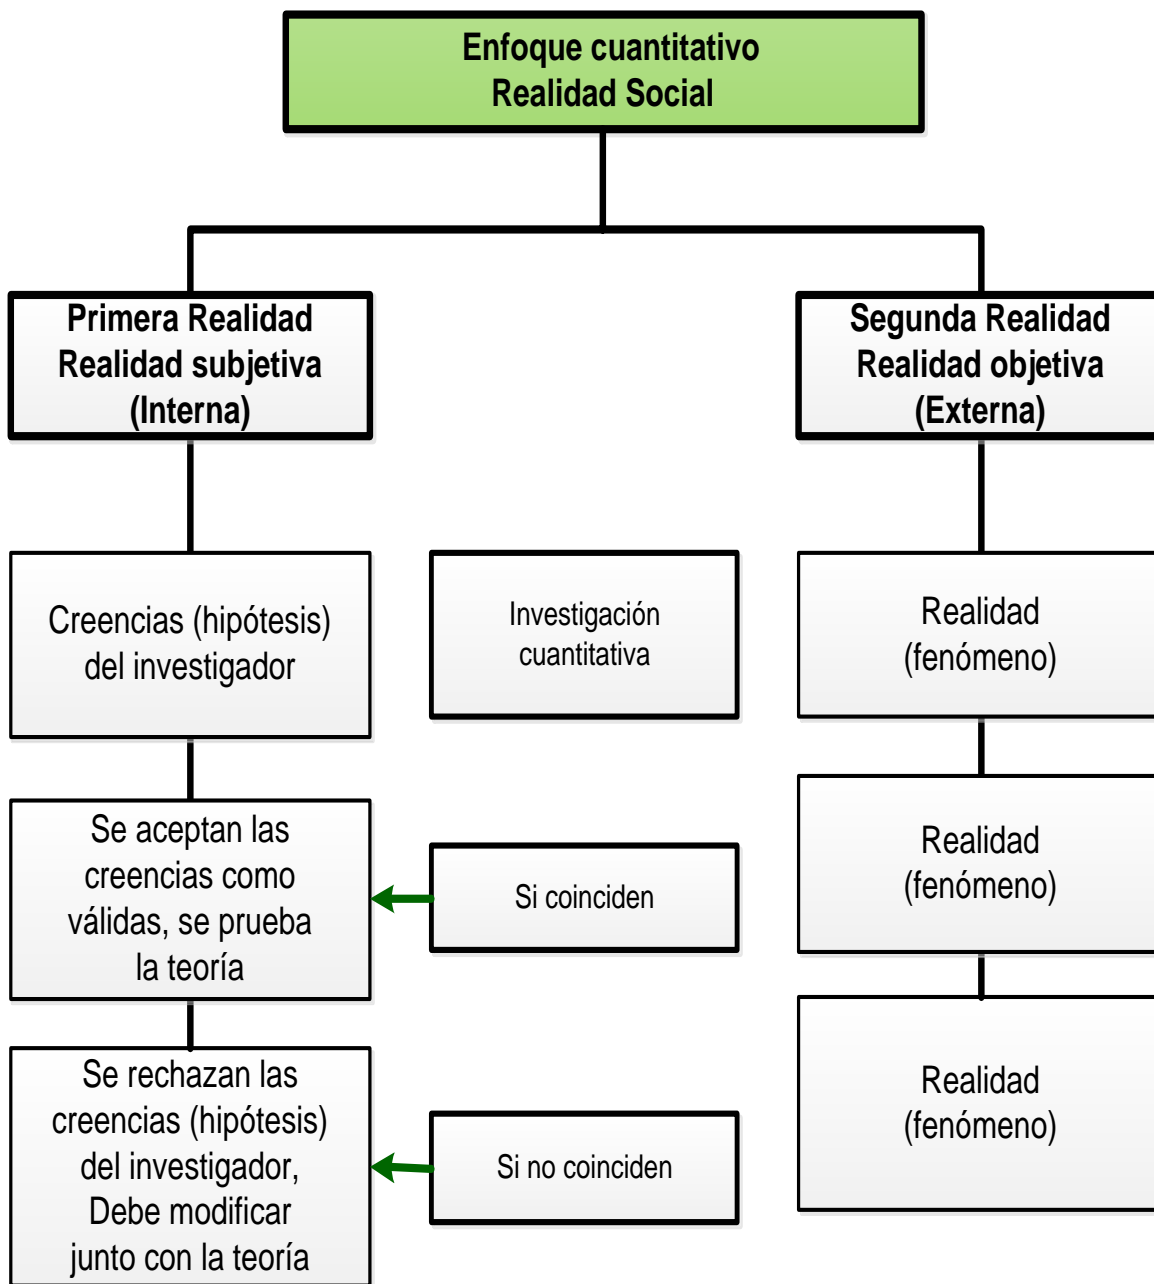 Enfoque cuantitativo
Realidad Social
Primera Realidad
Realidad subjetiva
(Interna)
Segunda Realidad
Realidad objetiva
(Externa)
Creencias (hipótesis)
del investigador
Investigación
cuantitativa
Realidad
(fenómeno)
Se aceptan las
creencias como
válidas, se prueba
la teoría
Si coinciden
Realidad
(fenómeno)
Se rechazan las
creencias (hipótesis)
del investigador,
Debe modificar
junto con la teoría
Si no coinciden
Realidad
(fenómeno)